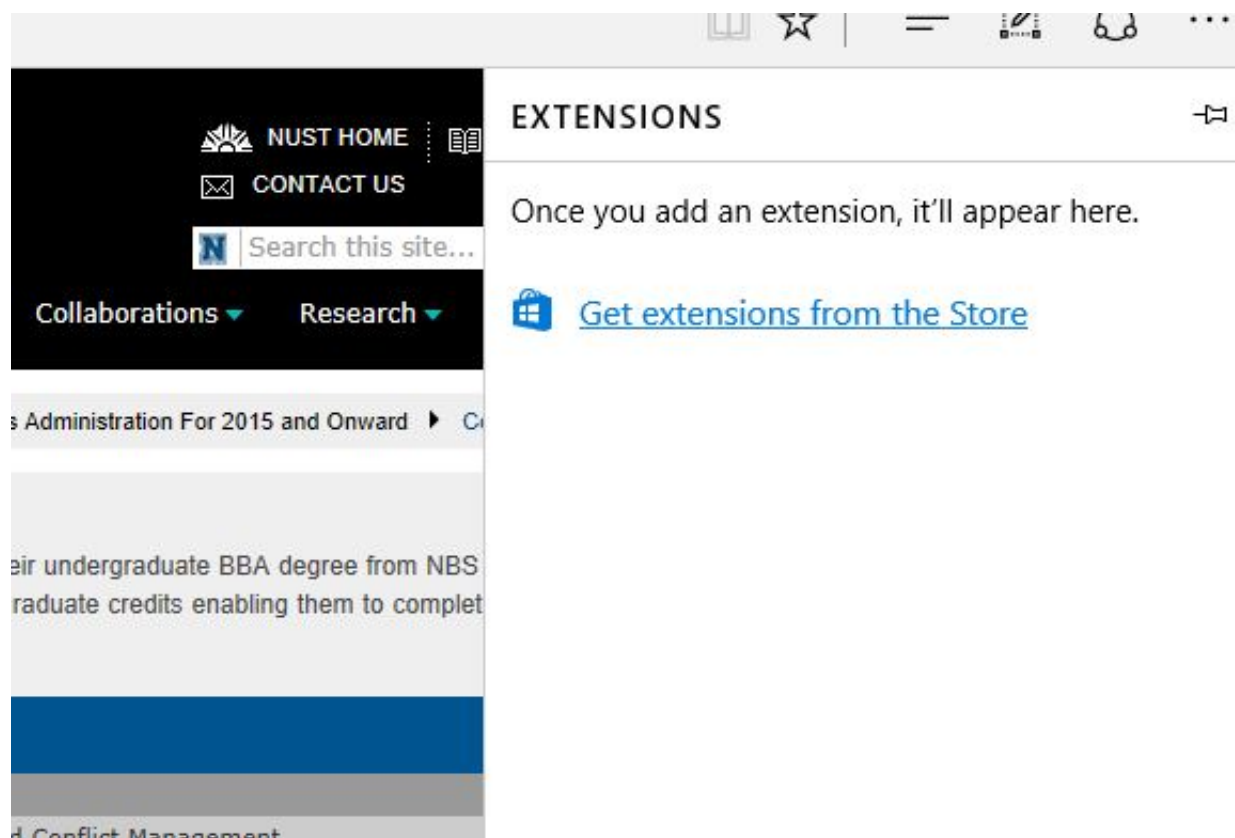 NUST HOME
CONTACT US
N Search this site...
Collaborations Research
Administration For 2015 and Onward
undergraduate BBA degree from NBS
credits enabling them to
Conflict Management
EXTENSIONS
Once you add an extension, it'll appear here.
Get extensions from the Store